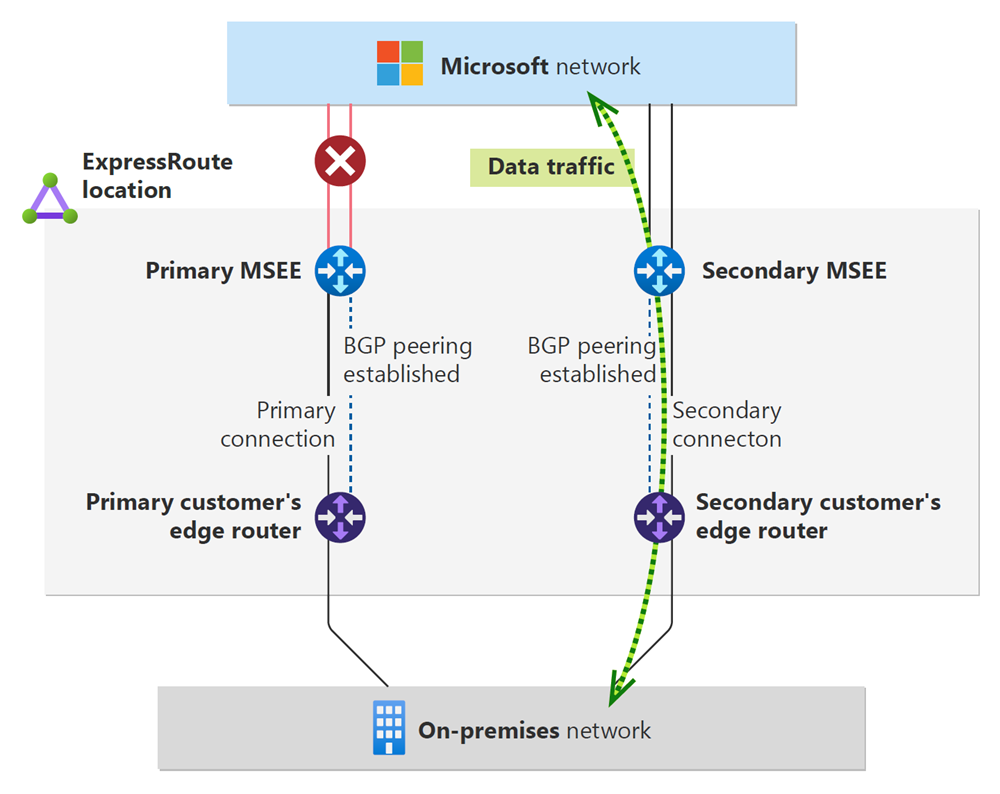 Microsoft network
ExpressRoute
location
Data traffic
Primary MSEE
Secondary MSEE
BGP peering
established
BGP peering
established
Primary
connection
Secondary
connecton
Primary customer's
edge router
Secondary customer's
edge router
On-premises network